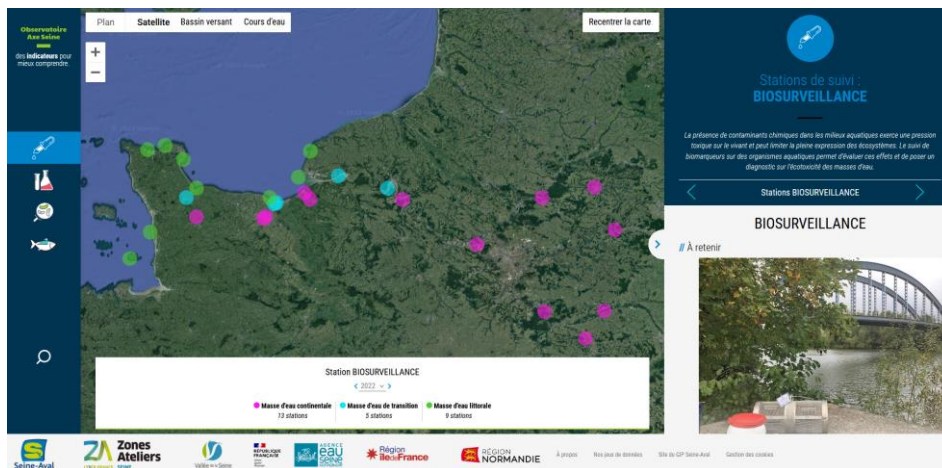 Observatoire
Axe Seine
des indicateurs pour
mieux comprendre.
Plan Satellite Bassin versant Cours d'eau
Recentrer la carte
+
−
Stations de suivi :
BIOSURVEILLANCE
La présence de contaminants chimiques dans les milieux aquatiques exerce une pression
toxique sur le vivant et peut limiter la pleine expression des écosystèmes. Le suivi de
biomarqueurs sur des organismes aquatiques permet d'évaluer ces effets et de poser un
diagnostic sur l'écotoxicité des masses d'eau.
Stations BIOSURVEILLANCE
BIOSURVEILLANCE
// À retenir
Station BIOSURVEILLANCE
< 2022 >
Masse d'eau continentale Masse d'eau de transition Masse d'eau littorale
13 stations 5 stations 9 stations
Seine-Aval
ZA Zones
Ateliers
Vallée de la Seine
RÉPUBLIQUE
FRANÇAISE
AGENCE
eau
seine
Région
îledeFrance
RÉGION
NORMANDIE
À propos Nos jeux de données Site du GIP Seine-Aval Gestion des cookies